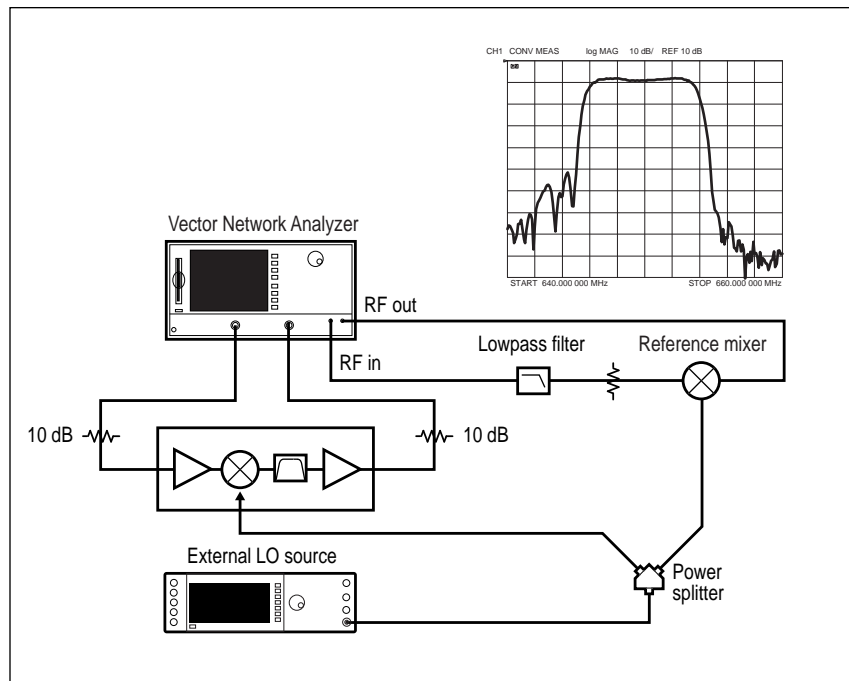 CH1 CONV MEAS log MAG 10 dB/ REF 10 dB
START 640.000 000 MHz STOP 660.000 000 MHz
Vector Network Analyzer
RF out
RF in
Lowpass filter
Reference mixer
10 dB
10 dB
External LO source
Power
splitter